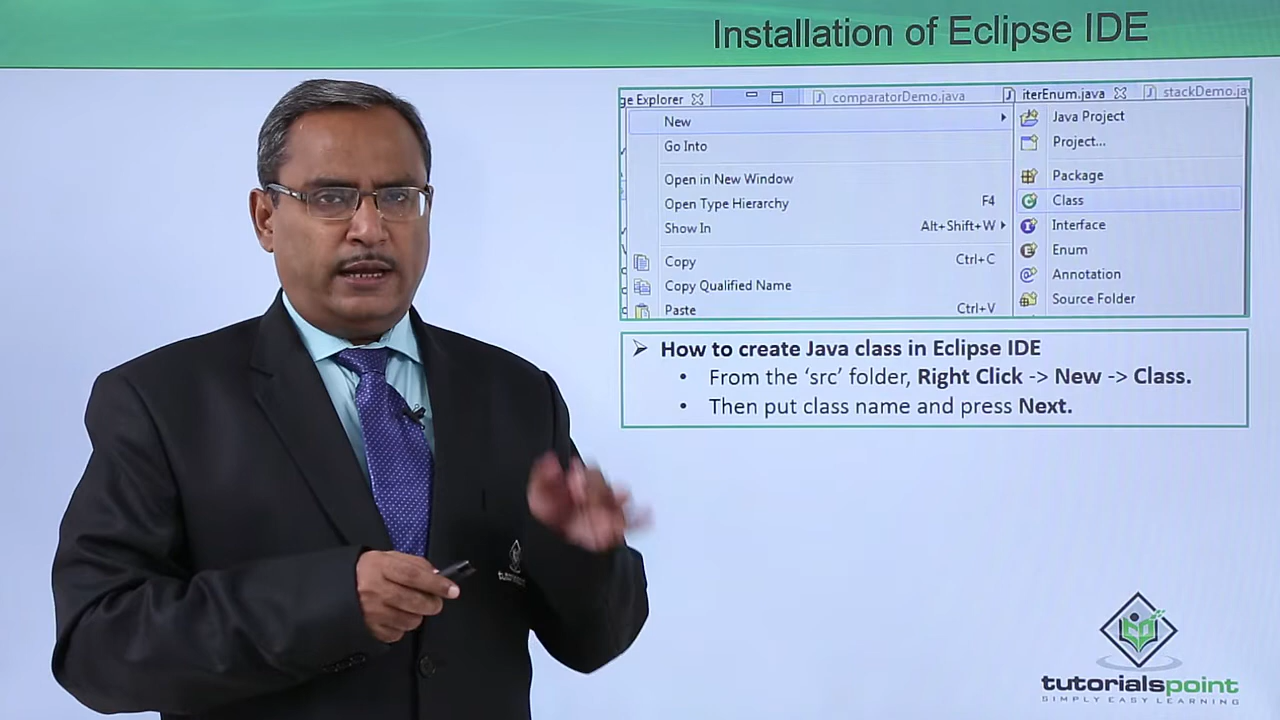 Installation of Eclipse IDE
ge Explorer
comparatorDemo.java
iterEnum.java
stackDemo.ja
New
Java Project
Go Into
Project...
Open in New Window
Package
Open Type Hierarchy F4
Class
Show In Alt+Shift+W
Interface
Enum
Copy Ctrl+C
Annotation
Copy Qualified Name
Source Folder
Paste Ctrl+V
➢ How to create Java class in Eclipse IDE
• From the ‘src’ folder, Right Click -> New -> Class.
• Then put class name and press Next.
tutorialspoint
SIMPLY EASY LEARNING